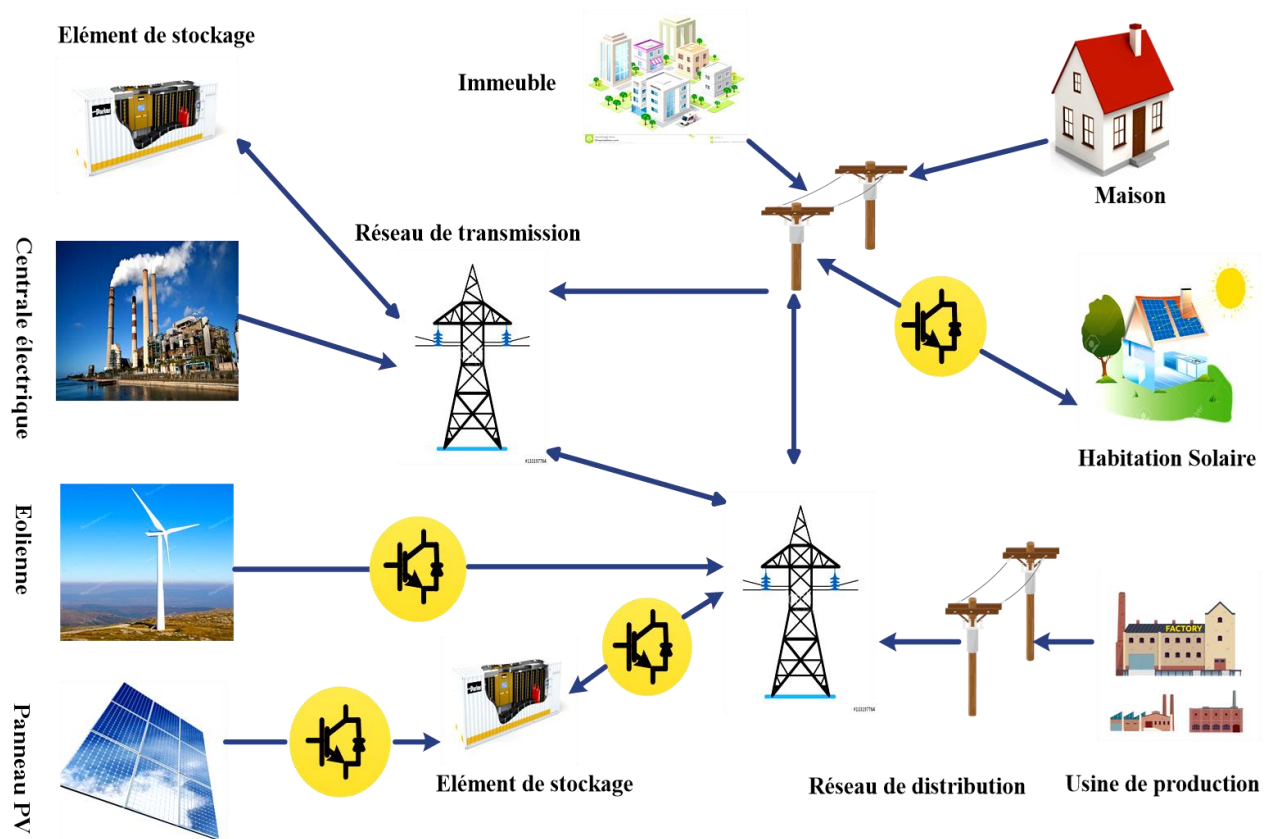 Elément de stockage
Immeuble
Maison
Réseau de transmission
Centrale électrique
Habitation Solaire
Eolienne
FACTORY
Panneau PV
Elément de stockage
Réseau de distribution
Usine de production